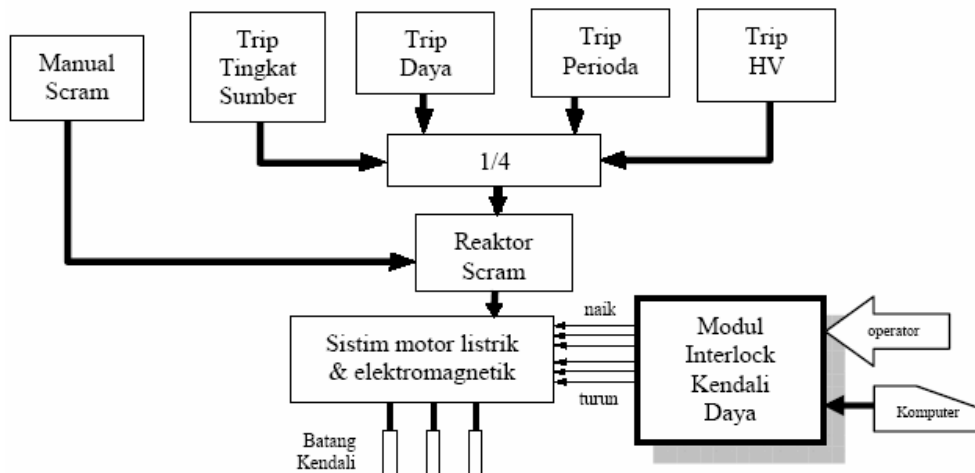 Manual
Scram
Trip
Tingkat
Sumber
Trip
Daya
Trip
Perioda
Trip
HV
1/4
Reaktor
Scram
Sistim motor listrik
& elektromagnetik
naik
turun
Modul
Interlock
Kendali
Daya
operator
Komputer
Batang
Kendali